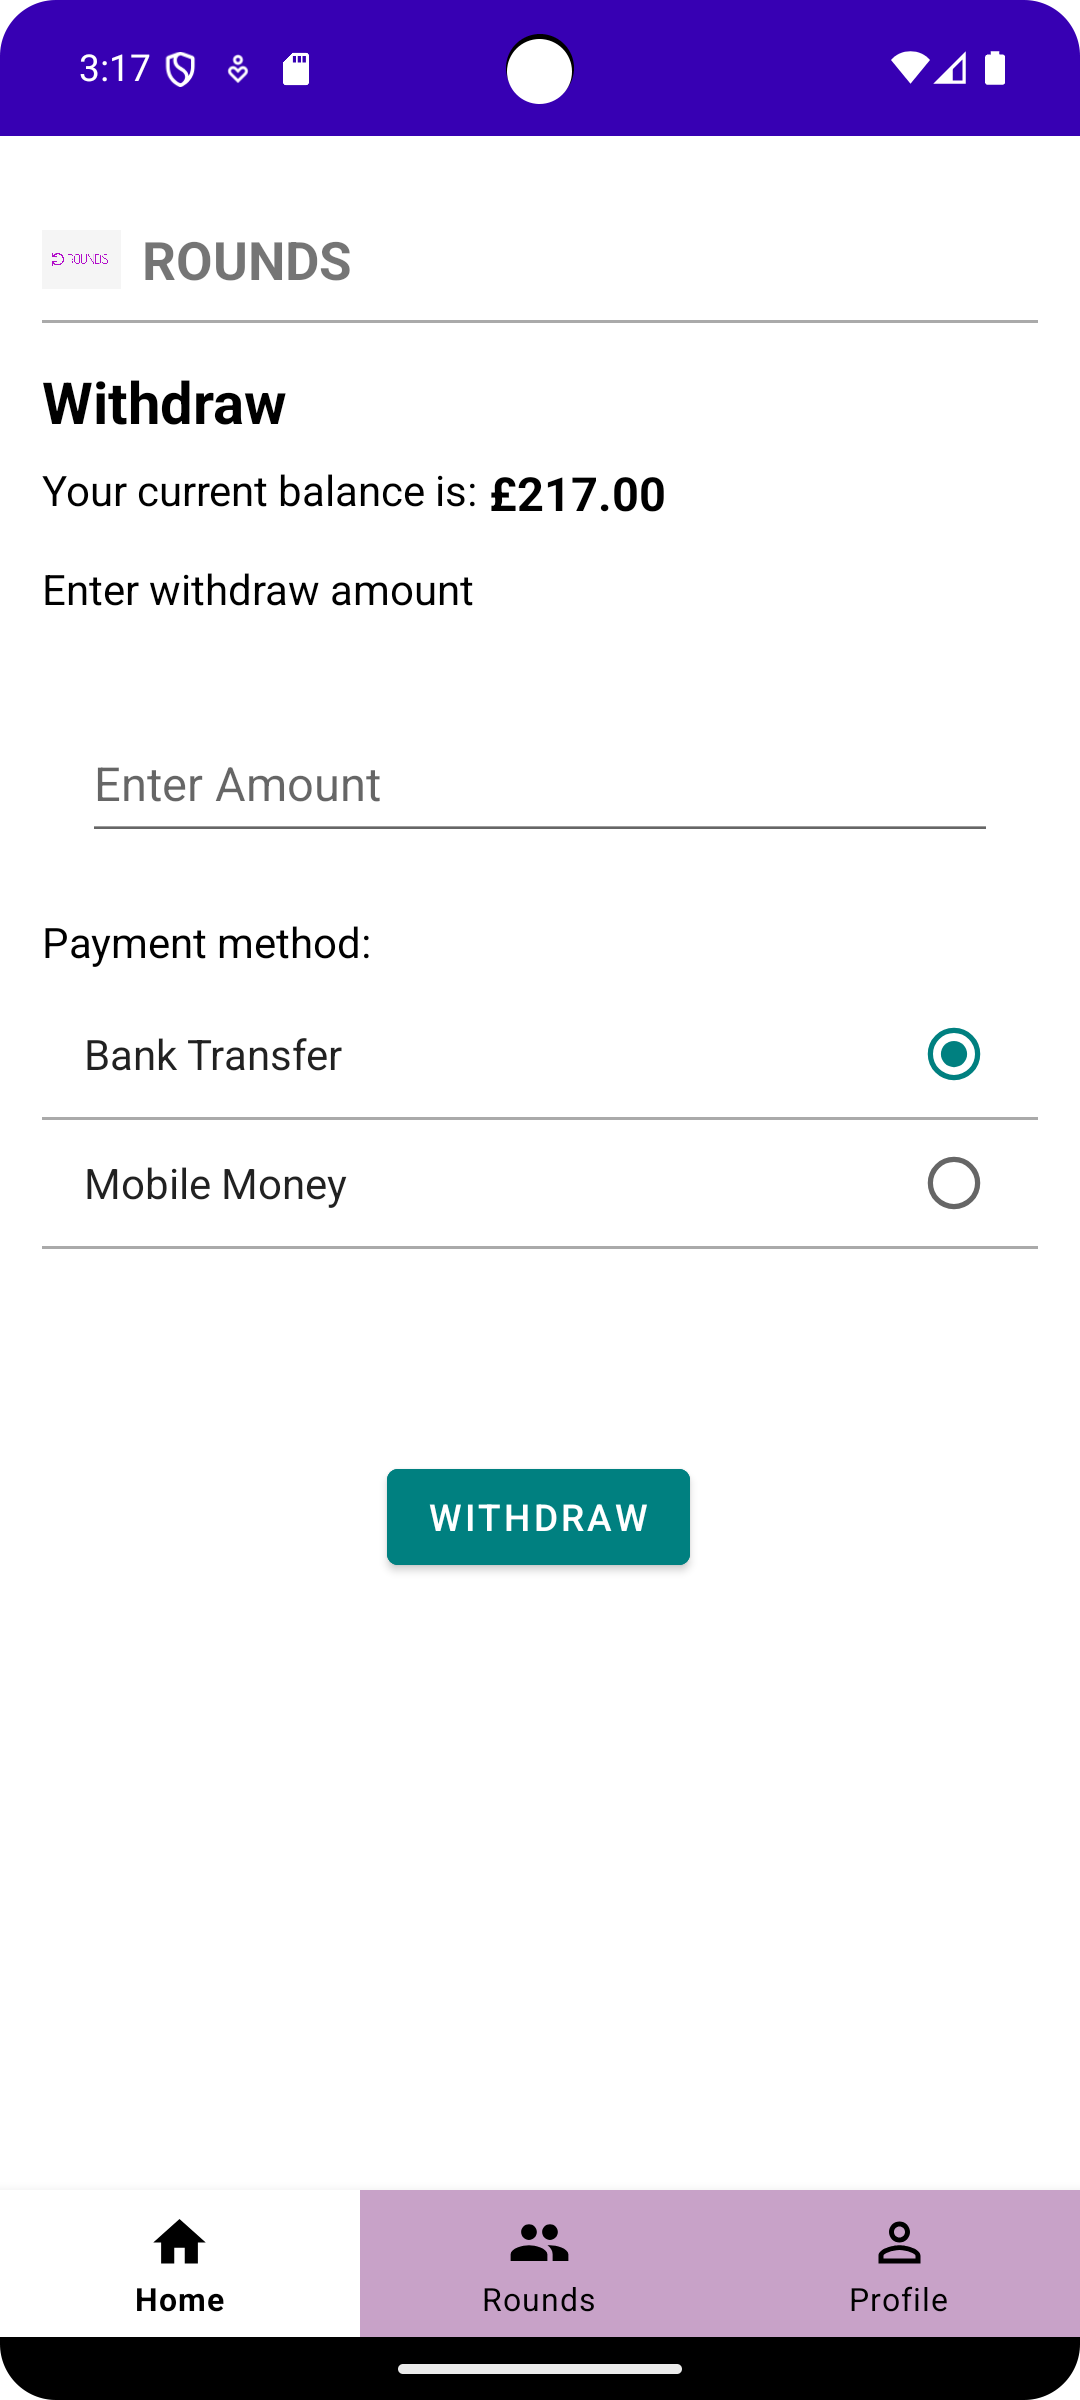 3:17
ROUNDS
ROUNDS
Withdraw
Your current balance is: £217.00
Enter withdraw amount
Enter Amount
Payment method:
Bank Transfer
Mobile Money
WITHDRAW
Home
Rounds
Profile